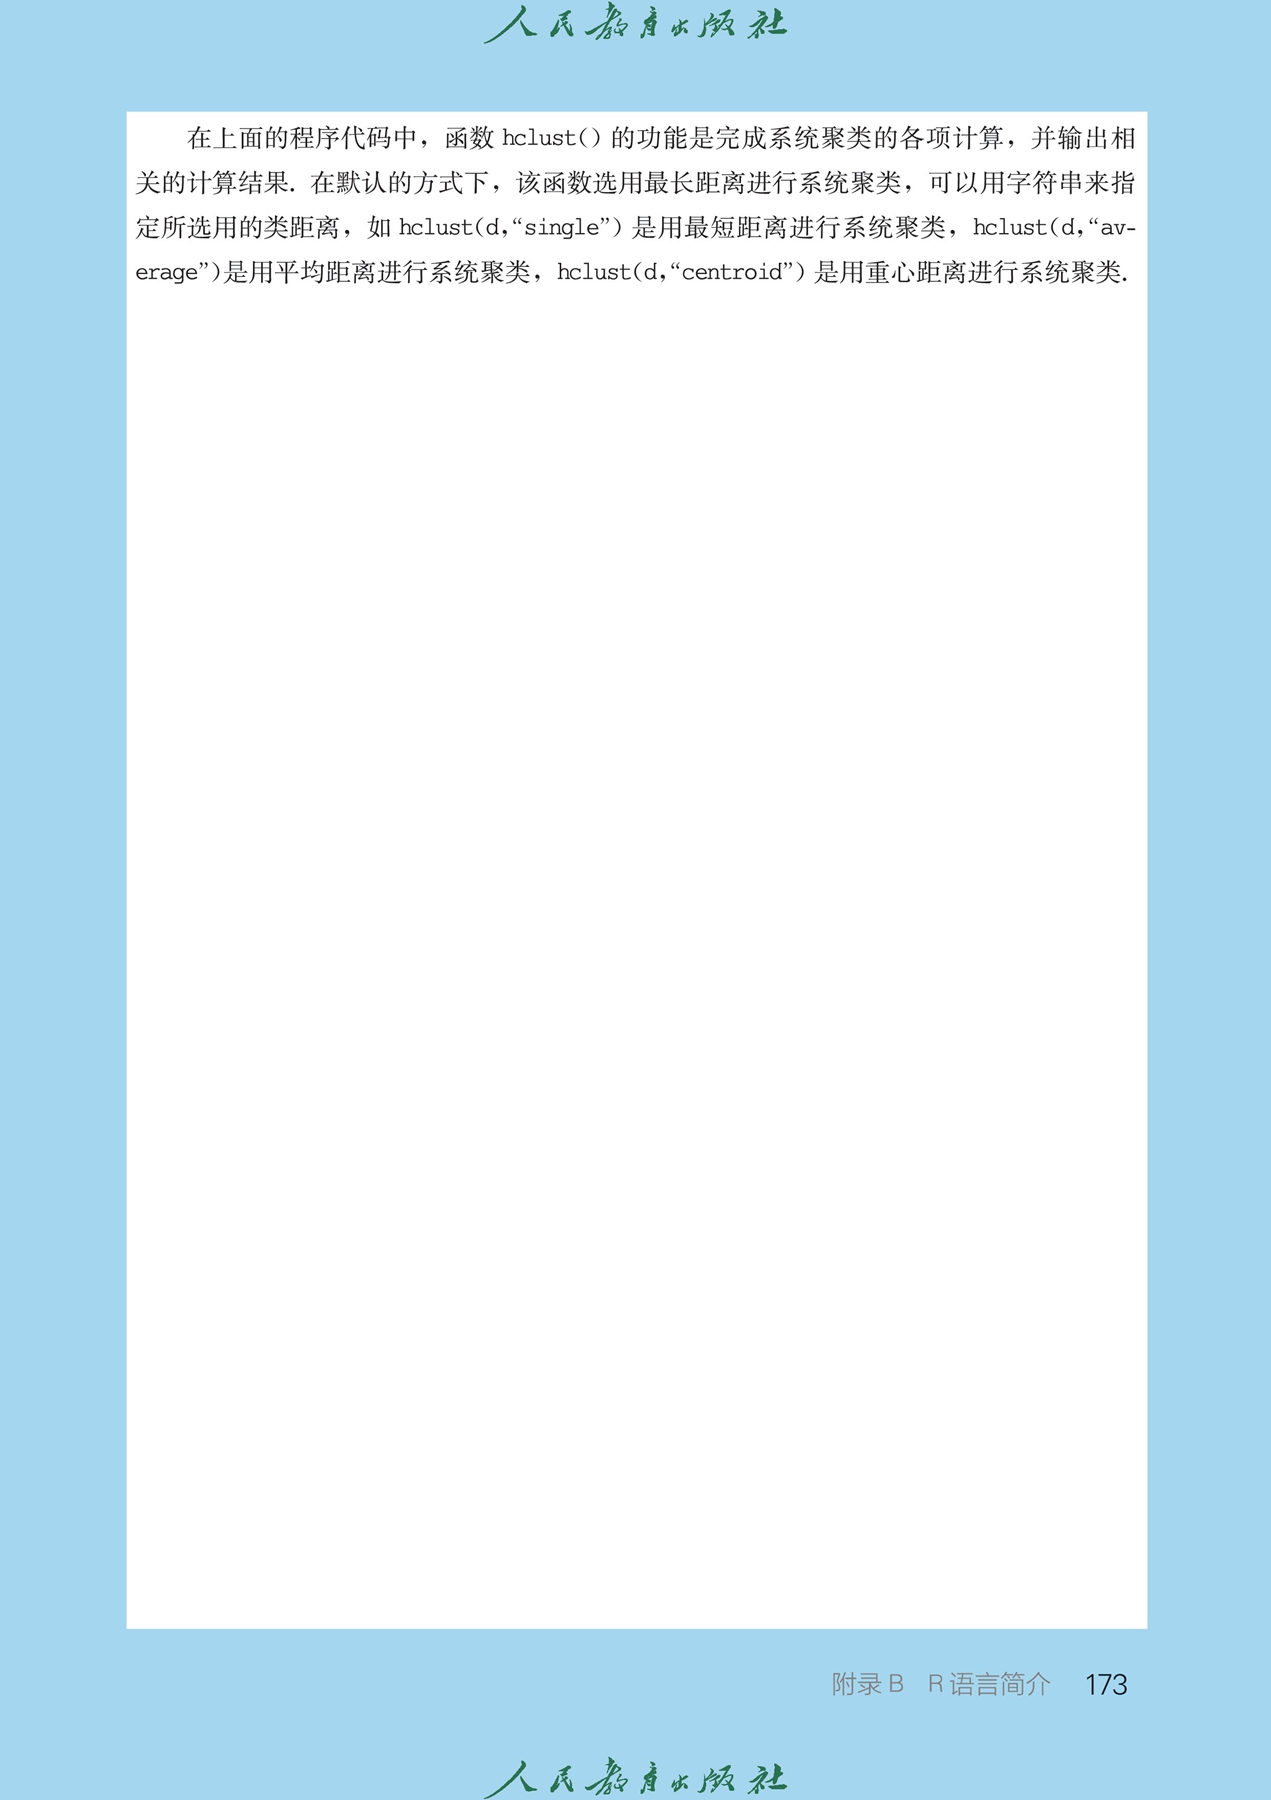 人民教育出版社
在上面的程序代码中，函数 hclust() 的功能是完成系统聚类的各项计算，并输出相
关的计算结果. 在默认的方式下，该函数选用最长距离进行系统聚类，可以用字符串来指
定所选用的类距离，如 hclust(d,“single”) 是用最短距离进行系统聚类，hclust(d,“av-
erage”)是用平均距离进行系统聚类，hclust(d,“centroid”) 是用重心距离进行系统聚类.
附录 B R 语言简介 173
人民教育出版社